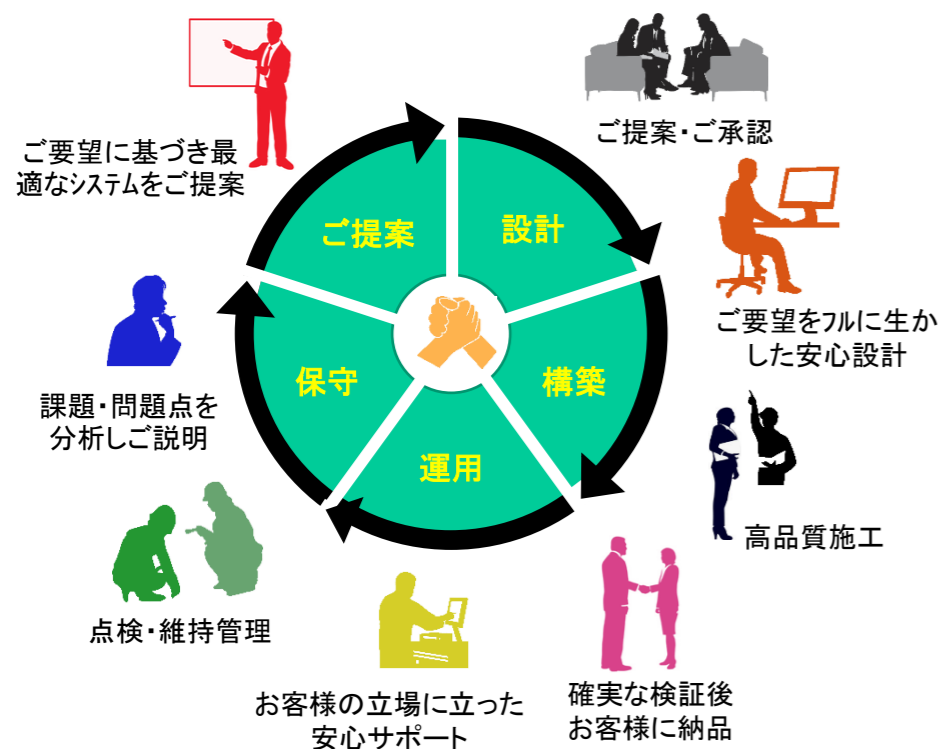 ご提案・ご承認
ご要望に基づき最
適なシステムをご提案
ご提案
設計
ご要望をフルに生か
した安心設計
課題・問題点を
分析しご説明
保守
構築
運用
高品質施工
点検・維持管理
お客様の立場に立った
安心サポート
確実な検証後
お客様に納品